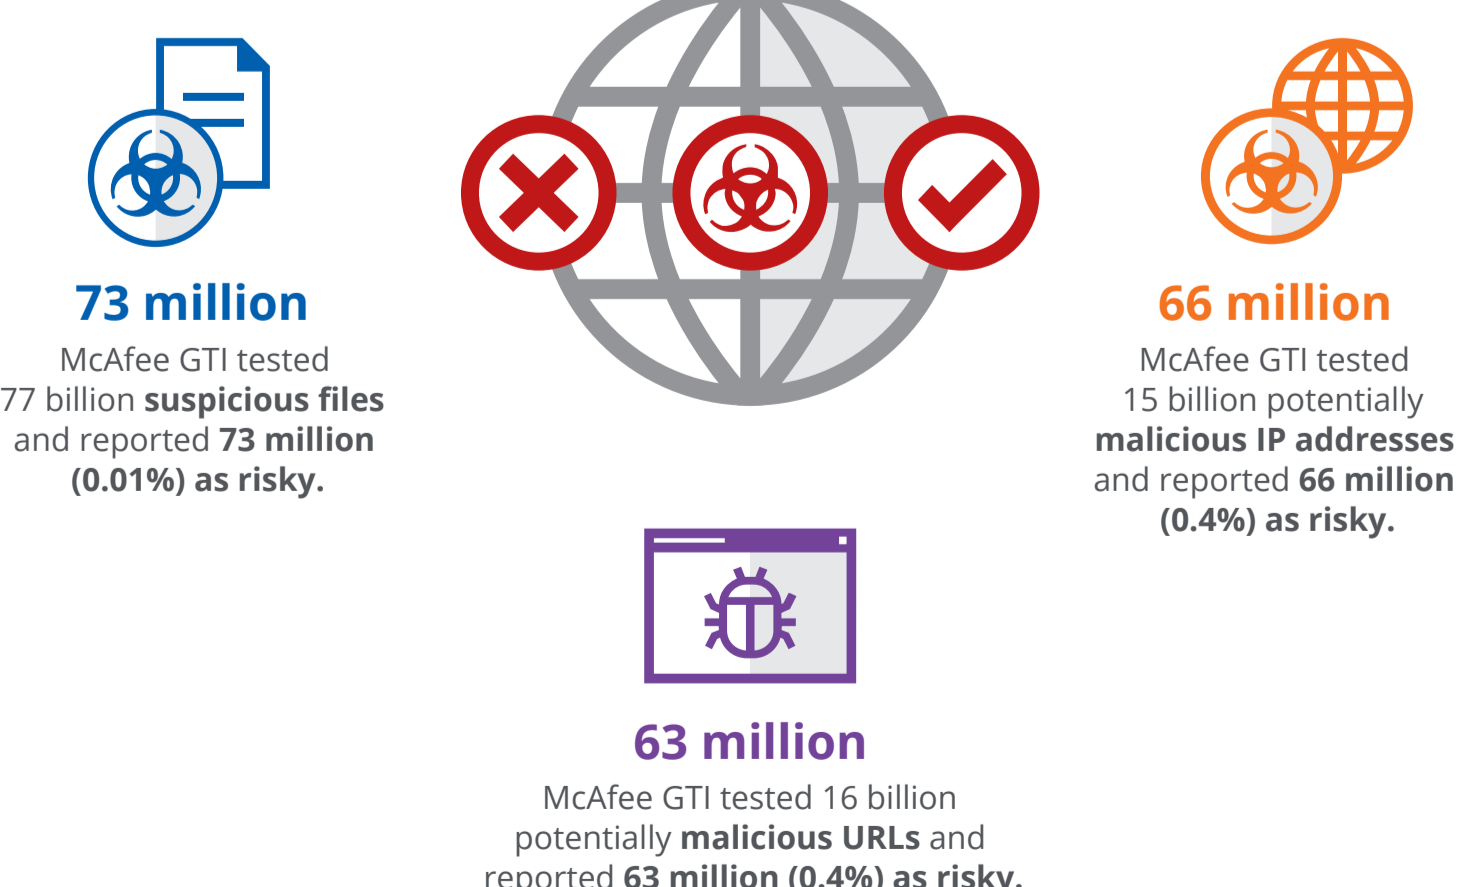 73 million
McAfee GTI tested
77 billion suspicious files
and reported 73 million
(0.01%) as risky.
66 million
McAfee GTI tested
15 billion potentially
malicious IP addresses
and reported 66 million
(0.4%) as risky.
63 million
McAfee GTI tested 16 billion
potentially malicious URLs and
reported 63 million (0.4%) as risky.